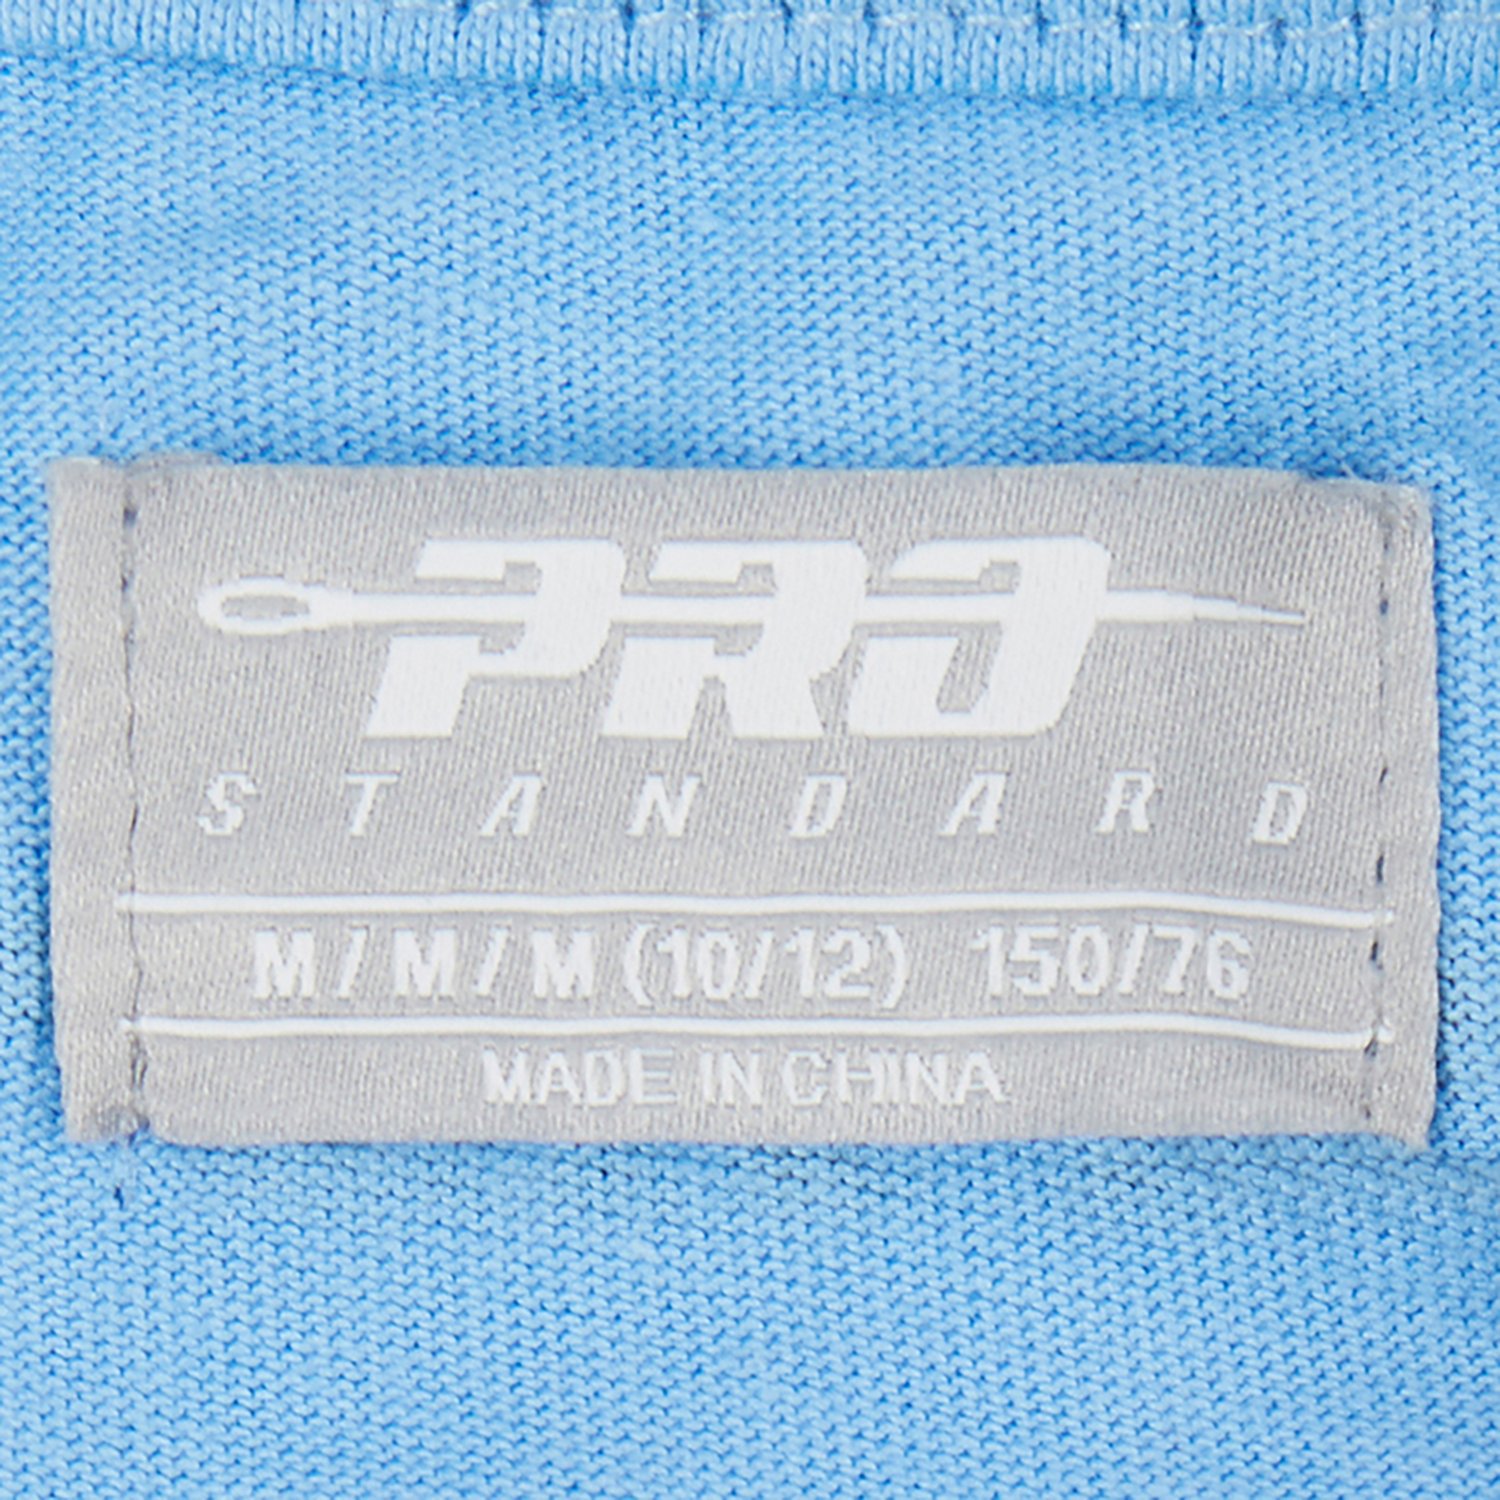 PRO
STANDARD
M/M/M (10/12) 150/76
MADE IN CHINA